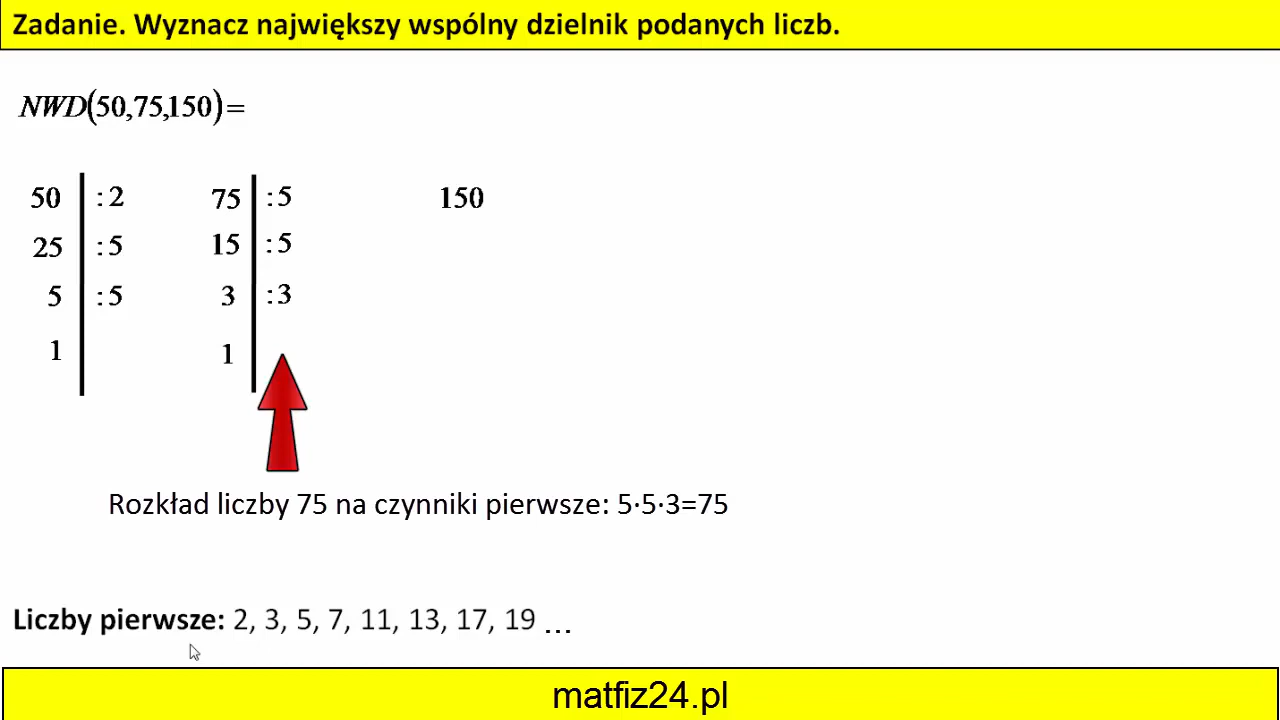 Zadanie. Wyznacz największy wspólny dzielnik podanych liczb.
NWD(50,75,150)=
50 :2 75 :5 150
25 :5 15 :5
5 :5 3 :3
1 1
Rozkład liczby 75 na czynniki pierwsze: 5·5·3=75
Liczby pierwsze: 2, 3, 5, 7, 11, 13, 17, 19 ...
matfiz24.pl